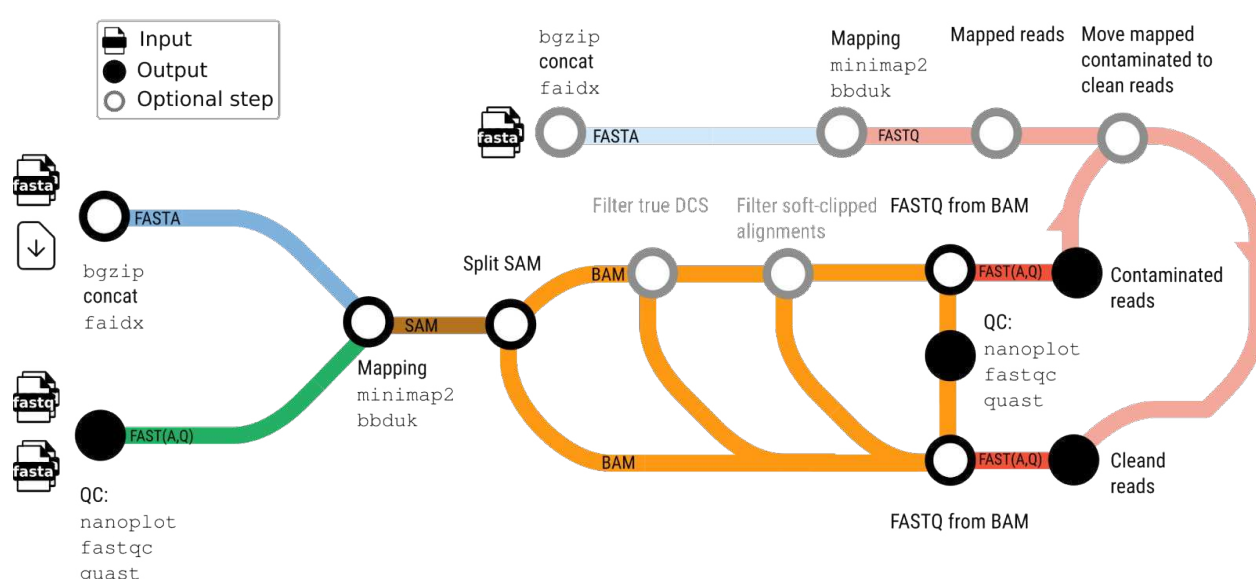 Input
Output
Optional step
bgzip
concat
faidx
Mapping
minimap2
bbduk
Mapped reads
Move mapped
contaminated to
clean reads
fasta
FASTA
FASTQ
fasta
FASTA
bgzip
concat
faidx
Filter true DCS
Filter soft-clipped
alignments
FASTQ from BAM
Split SAM
BAM
FAST(A,Q)
Contaminated
reads
SAM
Mapping
minimap2
bbduk
QC:
nanoplot
fastqc
quast
fastq
fasta
FAST(A,Q)
QC:
nanoplot
fastqc
quast
BAM
FAST(A,Q)
Cleand
reads
FASTQ from BAM